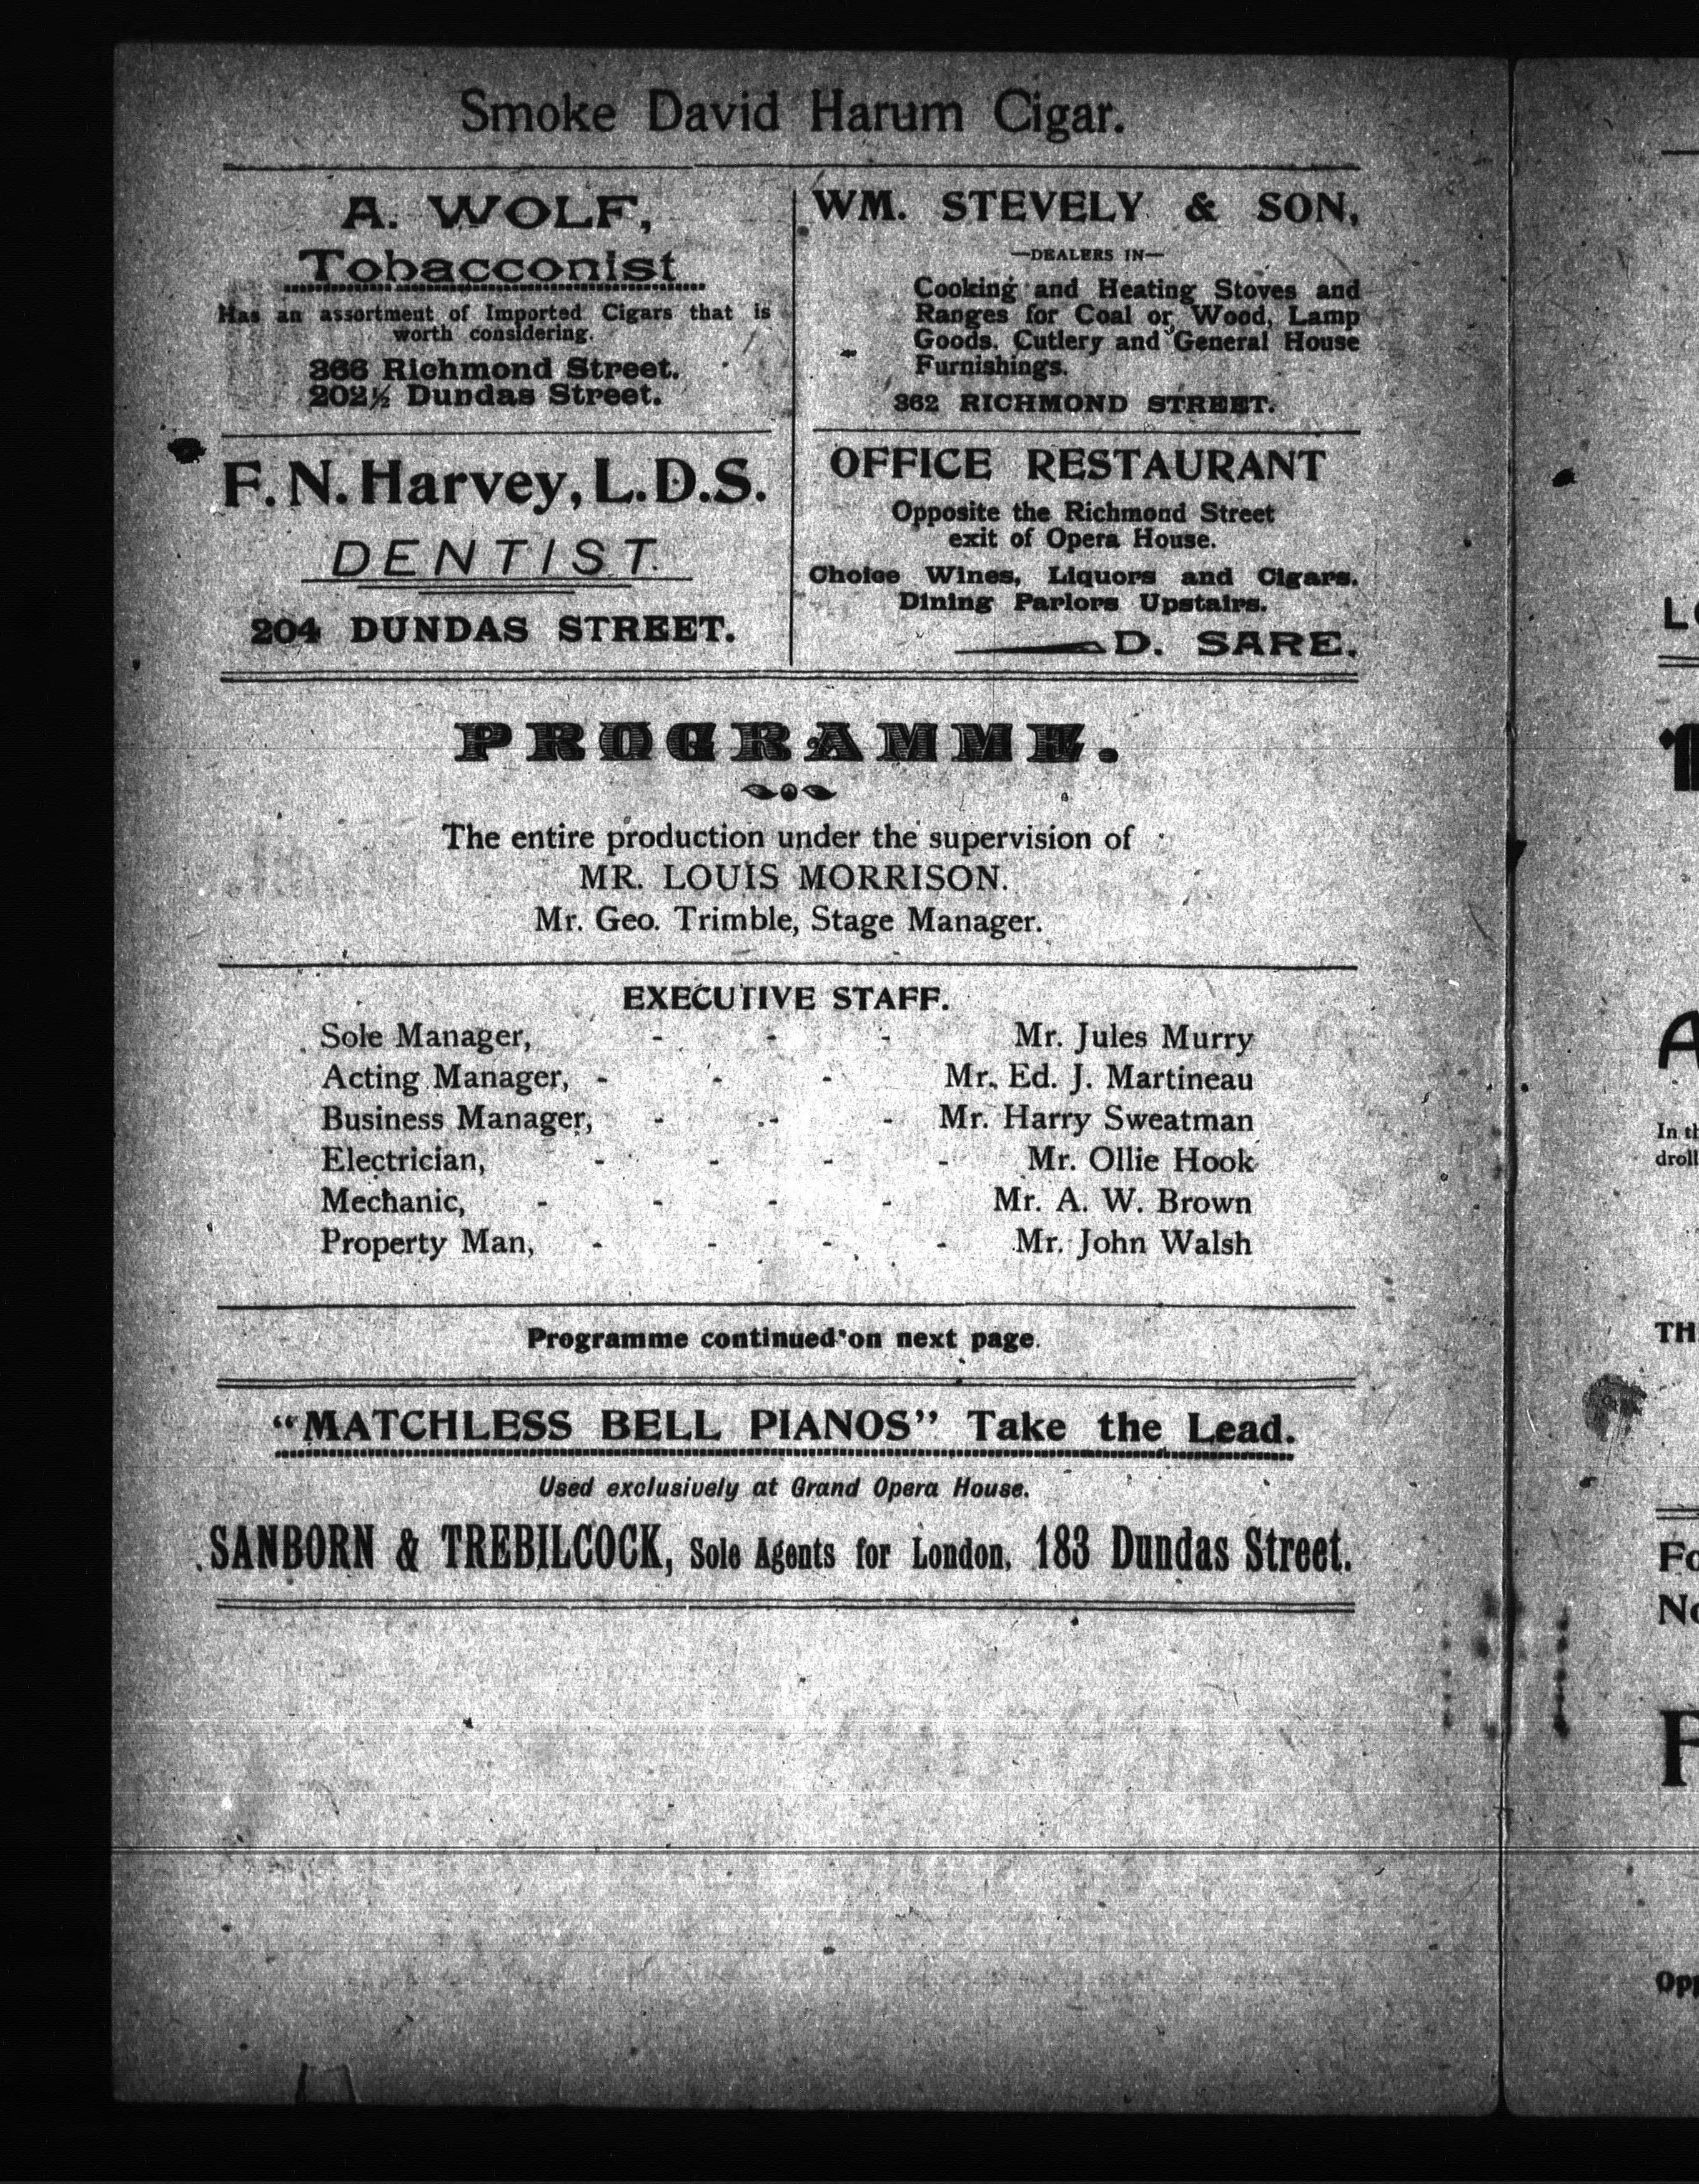 Smoke David Harum Cigar.
A. WOLF,
Tobacconist
Has an assortment of Imported Cigars that is
worth considering.
366 Richmond Street.
202½ Dundas Street.
F. N. Harvey, L.D.S.
DENTIST.
204 DUNDAS STREET.
WM. STEVELY & SON,
—DEALERS IN—
Cooking and Heating Stoves and
Ranges for Coal or Wood, Lamp
Goods. Cutlery and General House
Furnishings.
362 RICHMOND STREET.
OFFICE RESTAURANT
Opposite the Richmond Street
exit of Opera House.
Choice Wines, Liquors and Cigars.
Dining Parlors Upstairs.
D. SARE.
PROGRAMME.
The entire production under the supervision of
MR. LOUIS MORRISON.
Mr. Geo. Trimble, Stage Manager.
EXECUTIVE STAFF.
Sole Manager, - - - Mr. Jules Murry
Acting Manager, - - - Mr. Ed. J. Martineau
Business Manager, - - - Mr. Harry Sweatman
Electrician, - - - - Mr. Ollie Hook
Mechanic, - - - - Mr. A. W. Brown
Property Man, - - - - Mr. John Walsh
Programme continued on next page.
"MATCHLESS BELL PIANOS" Take the Lead.
Used exclusively at Grand Opera House.
SANBORN & TREBILCOCK, Sole Agents for London, 183 Dundas Street.
In th
droll
TH
Fo
No
Opp